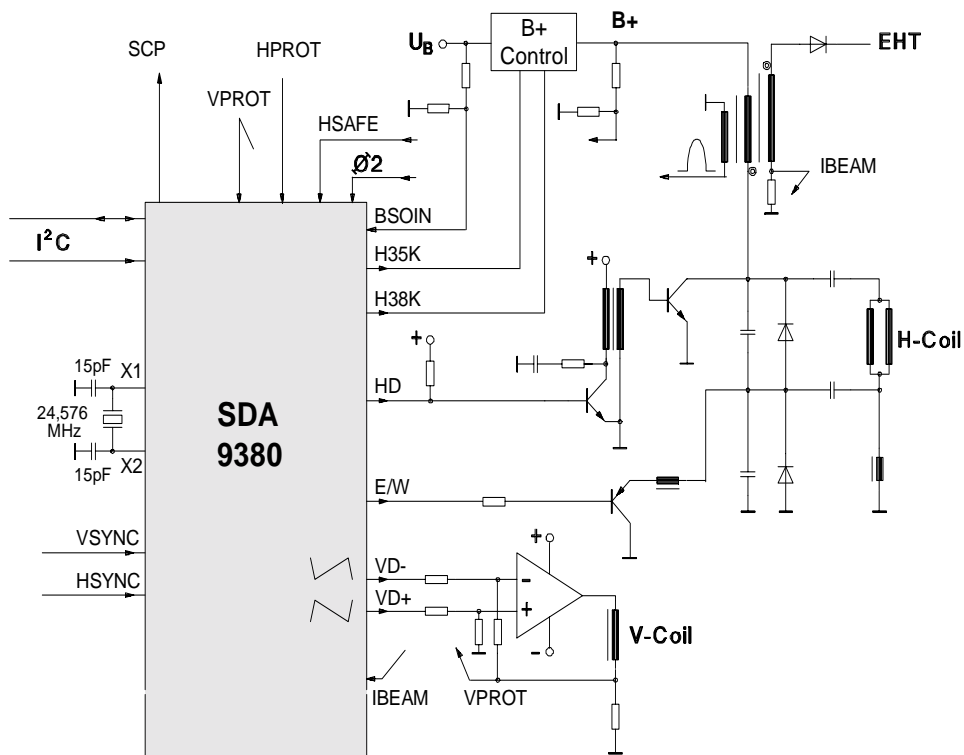 B+
SCP
HPROT
U_B
B+
Control
EHT
VPROT
HSAFE
Ø2
IBEAM
BSOIN
I²C
H35K
+
H38K
+
15pF
X1
H-Coil
HD
24,576
MHz
SDA
9380
15pF
X2
E/W
VSYNC
+
HSYNC
VD-
-
VD+
+
V-Coil
-
IBEAM
VPROT